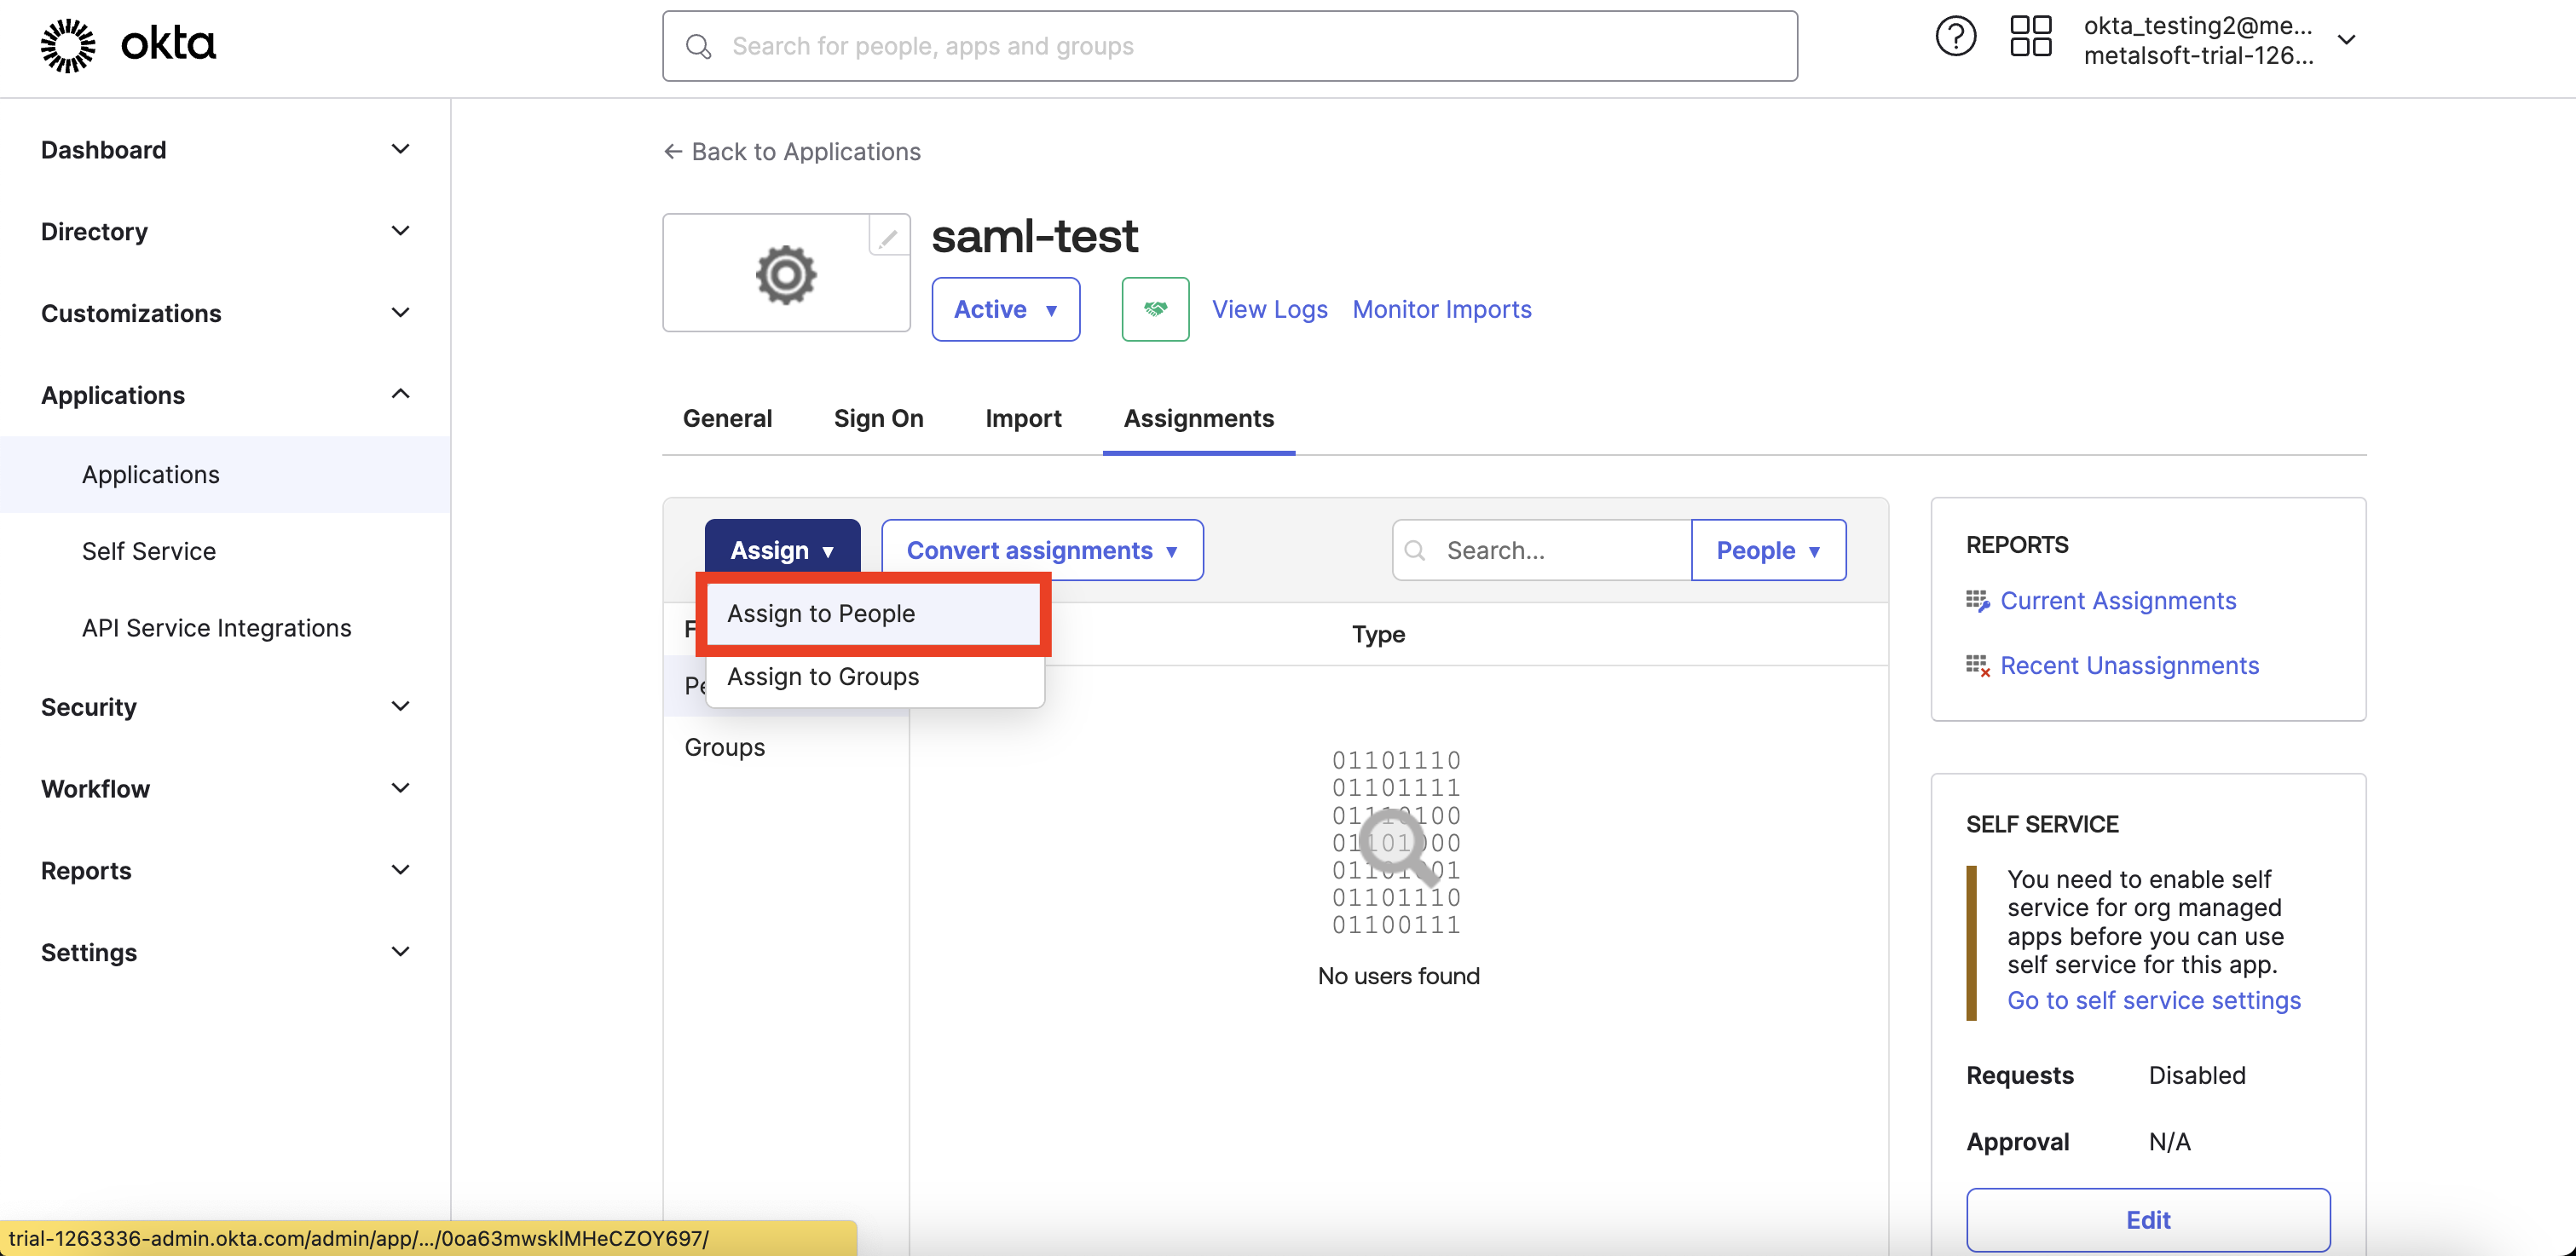 okta
Search for people, apps and groups
okta_testing2@me...
metalsoft-trial-126...
Dashboard
Directory
Customizations
Applications
Applications
Self Service
API Service Integrations
Security
Workflow
Reports
Settings
← Back to Applications
saml-test
Active
View Logs
Monitor Imports
General
Sign On
Import
Assignments
Assign
Convert assignments
Search...
People
Assign to People
Assign to Groups
Type
Groups
01101110
01101111
01110100
01101000
01101001
01101110
01100111
No users found
REPORTS
Current Assignments
Recent Unassignments
SELF SERVICE
You need to enable self
service for org managed
apps before you can use
self service for this app.
Go to self service settings
Requests Disabled
Approval N/A
Edit
trial-1263336-admin.okta.com/admin/app/.../0oa63mwsklMHeCZOY697/